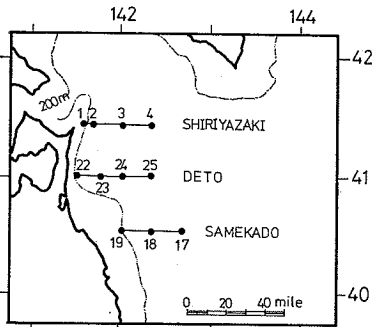 142 144
42
200m
1 2 3 4 SHIRIYAZAKI
22 24 25 DETO
41
23
SAMEKADO
19 18 17
0 20 40 mile
40